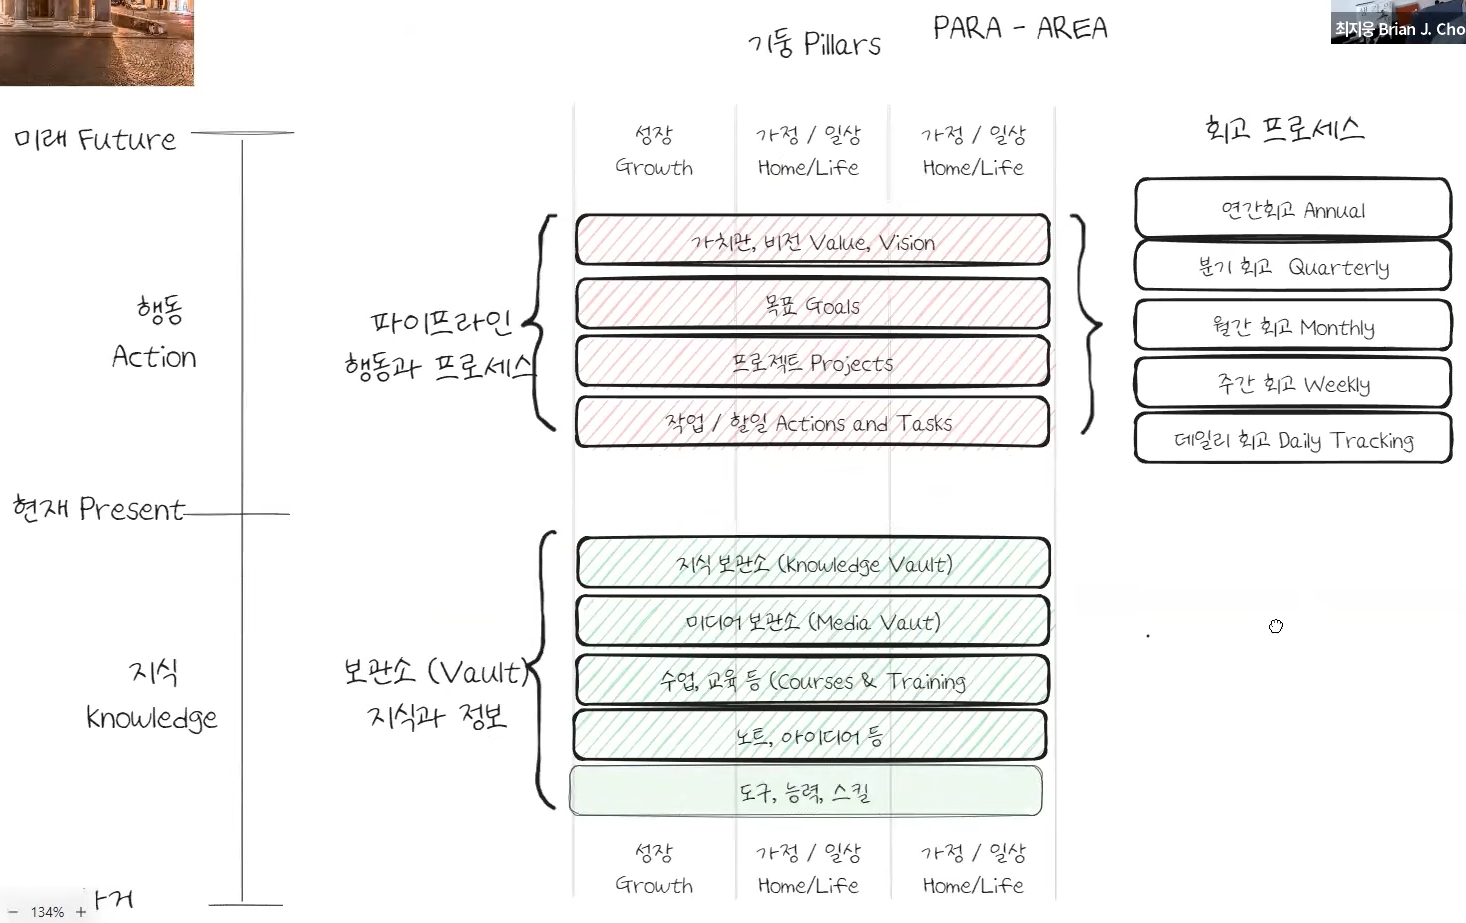 기둥 Pillars
PARA - AREA
최지웅 Brian J. Cho
미래 Future
성장
Growth
가정 / 일상
Home/Life
가정 / 일상
Home/Life
회고 프로세스
행동
Action
파이프라인
행동과 프로세스
가치관, 비전 Value, Vision
목표 Goals
프로젝트 Projects
작업 / 할일 Actions and Tasks
연간회고 Annual
분기 회고 Quarterly
월간 회고 Monthly
주간 회고 Weekly
데일리 회고 Daily Tracking
현재 Present
지식
Knowledge
보관소 (Vault)
지식과 정보
지식 보관소 (Knowledge Vault)
미디어 보관소 (Media Vaut)
수업, 교육 등 (Courses & Training
노트, 아이디어 등
도구, 능력, 스킬
성장
Growth
가정 / 일상
Home/Life
가정 / 일상
Home/Life
− 134% +